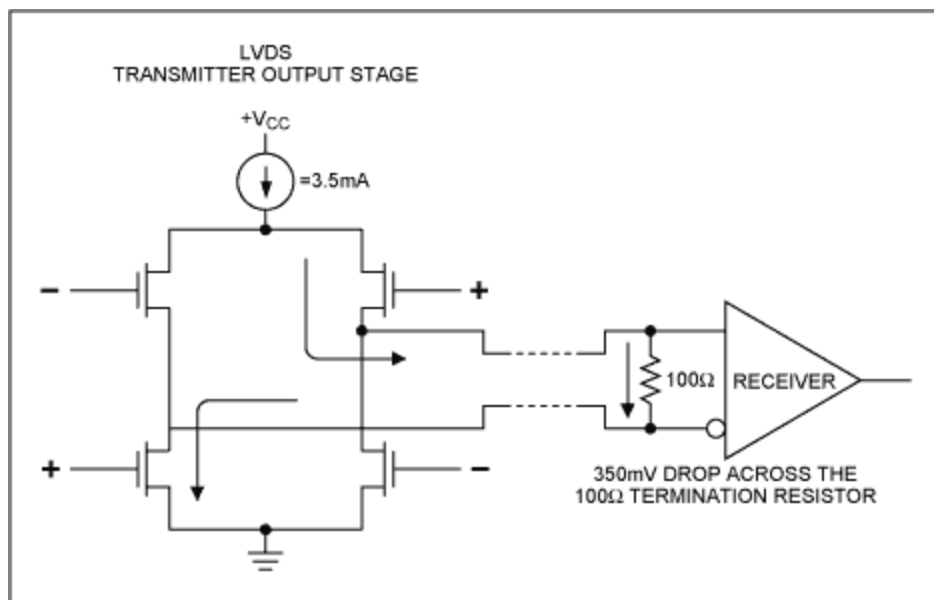 LVDS
TRANSMITTER OUTPUT STAGE
+VCC
=3.5mA
− +
100Ω RECEIVER
+ −
350mV DROP ACROSS THE
100Ω TERMINATION RESISTOR